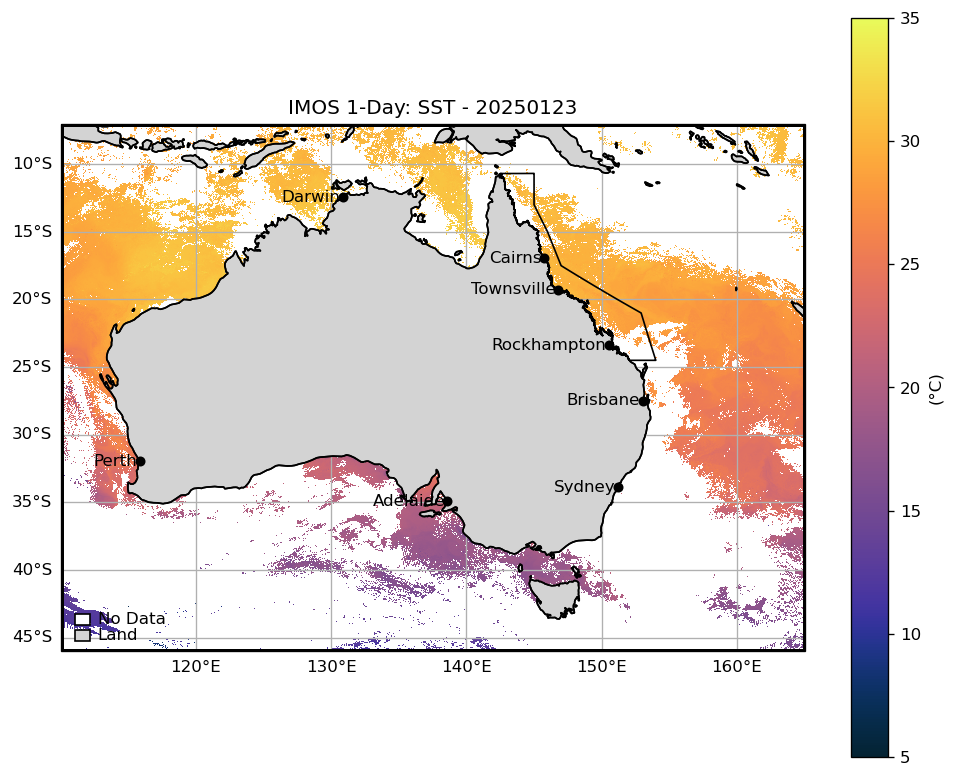 IMOS 1-Day: SST - 20250123
35
30
25
20
15
10
5
(°C)
10°S
15°S
20°S
25°S
30°S
35°S
40°S
45°S
Darwin
Cairns
Townsville
Rockhampton
Brisbane
Perth
Sydney
Adelaide
No Data
Land
120°E
130°E
140°E
150°E
160°E